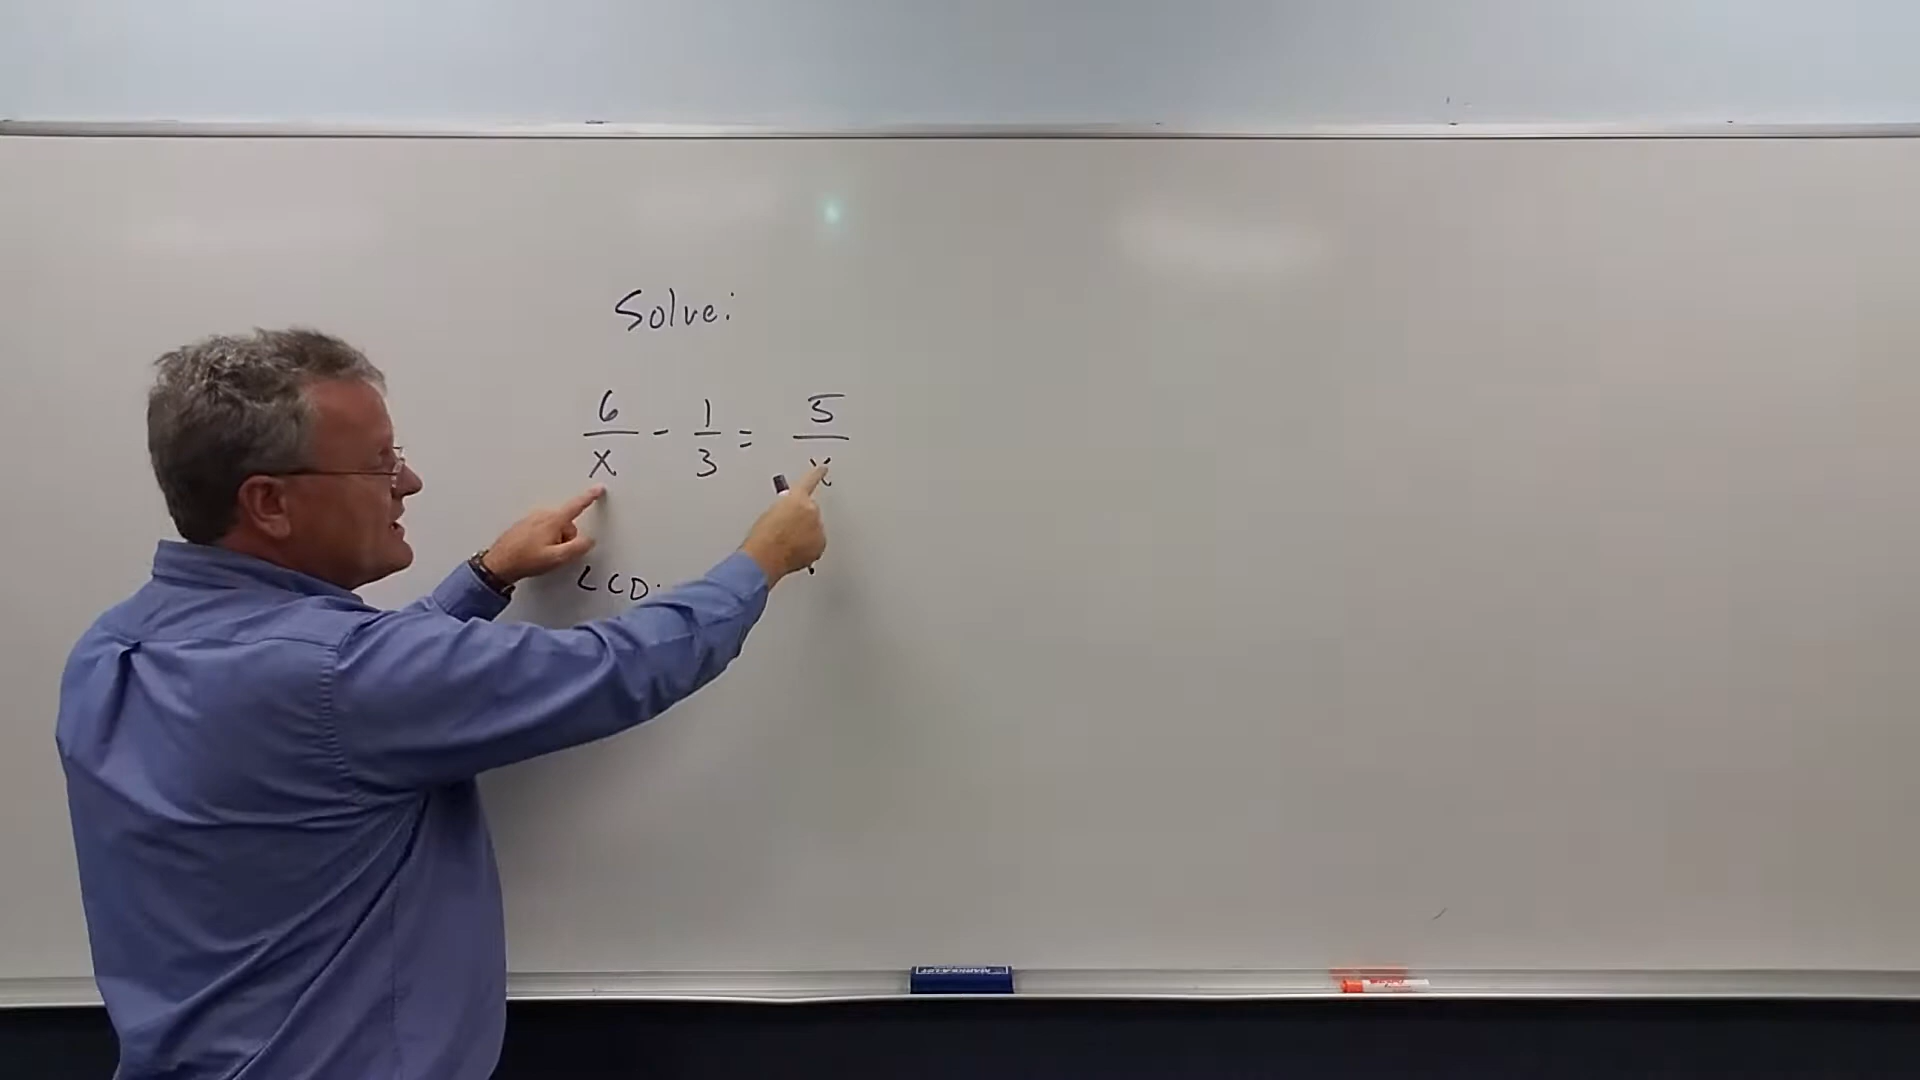 Solve:
6/x - 1/3 = 5/x
LCD: